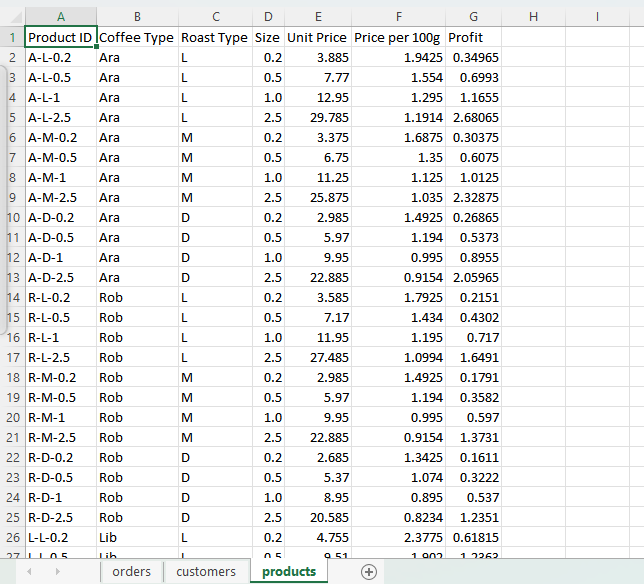 A B C D E F G H I
1 Product ID Coffee Type Roast Type Size Unit Price Price per 100g Profit
2 A-L-0.2 Ara L 0.2 3.885 1.9425 0.34965
3 A-L-0.5 Ara L 0.5 7.77 1.554 0.6993
4 A-L-1 Ara L 1.0 12.95 1.295 1.1655
5 A-L-2.5 Ara L 2.5 29.785 1.1914 2.68065
6 A-M-0.2 Ara M 0.2 3.375 1.6875 0.30375
7 A-M-0.5 Ara M 0.5 6.75 1.35 0.6075
8 A-M-1 Ara M 1.0 11.25 1.125 1.0125
9 A-M-2.5 Ara M 2.5 25.875 1.035 2.32875
10 A-D-0.2 Ara D 0.2 2.985 1.4925 0.26865
11 A-D-0.5 Ara D 0.5 5.97 1.194 0.5373
12 A-D-1 Ara D 1.0 9.95 0.995 0.8955
13 A-D-2.5 Ara D 2.5 22.885 0.9154 2.05965
14 R-L-0.2 Rob L 0.2 3.585 1.7925 0.2151
15 R-L-0.5 Rob L 0.5 7.17 1.434 0.4302
16 R-L-1 Rob L 1.0 11.95 1.195 0.717
17 R-L-2.5 Rob L 2.5 27.485 1.0994 1.6491
18 R-M-0.2 Rob M 0.2 2.985 1.4925 0.1791
19 R-M-0.5 Rob M 0.5 5.97 1.194 0.3582
20 R-M-1 Rob M 1.0 9.95 0.995 0.597
21 R-M-2.5 Rob M 2.5 22.885 0.9154 1.3731
22 R-D-0.2 Rob D 0.2 2.685 1.3425 0.1611
23 R-D-0.5 Rob D 0.5 5.37 1.074 0.3222
24 R-D-1 Rob D 1.0 8.95 0.895 0.537
25 R-D-2.5 Rob D 2.5 20.585 0.8234 1.2351
26 L-L-0.2 Lib L 0.2 4.755 2.3775 0.61815
27 L-L-0.5 Lib L 0.5 9.51 1.902 1.2363
orders customers products